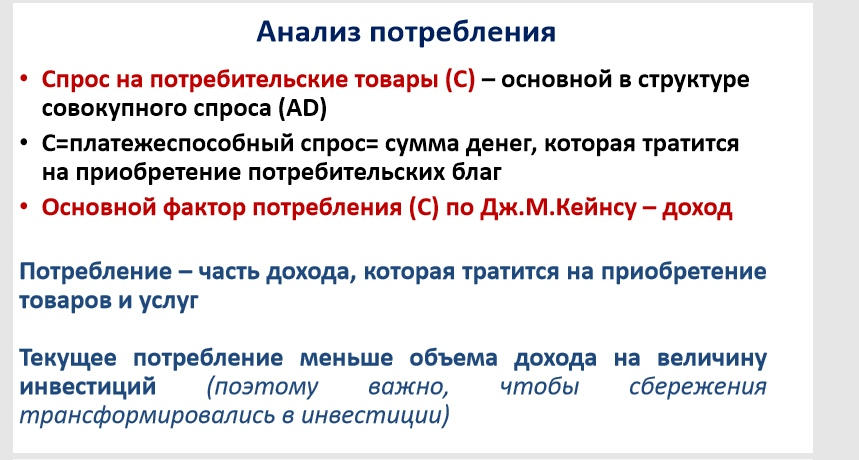 Анализ потребления
• Спрос на потребительские товары (С) – основной в структуре
совокупного спроса (AD)
• С=платежеспособный спрос= сумма денег, которая тратится
на приобретение потребительских благ
• Основной фактор потребления (С) по Дж.М.Кейнсу – доход
Потребление – часть дохода, которая тратится на приобретение
товаров и услуг
Текущее потребление меньше объема дохода на величину
инвестиций (поэтому важно, чтобы сбережения
трансформировались в инвестиции)